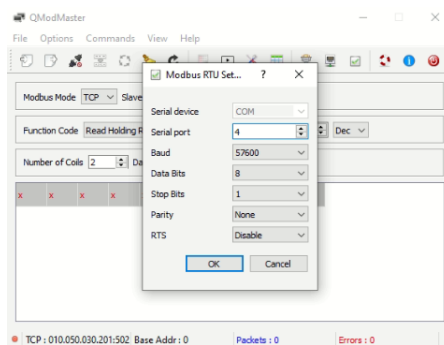 QModMaster
File Options Commands View Help
Modbus RTU Set... ? ×
Modbus Mode TCP Slave
Serial device COM
Function Code Read Holding R
Serial port 4
Dec
Baud 57600
Number of Coils 2 Da
Data Bits 8
Stop Bits 1
x x x x
Parity None
RTS Disable
OK Cancel
TCP : 010.050.030.201:502 Base Addr : 0 Packets : 0 Errors : 0